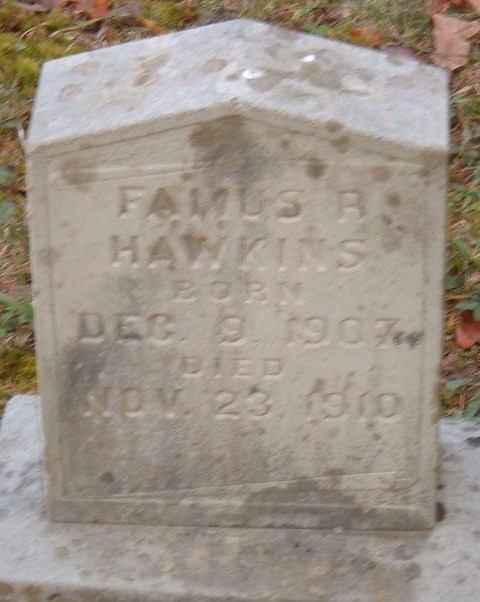 FAMUS R
HAWKINS
BORN
DEC. 9, 1907
DIED
NOV. 23, 1910